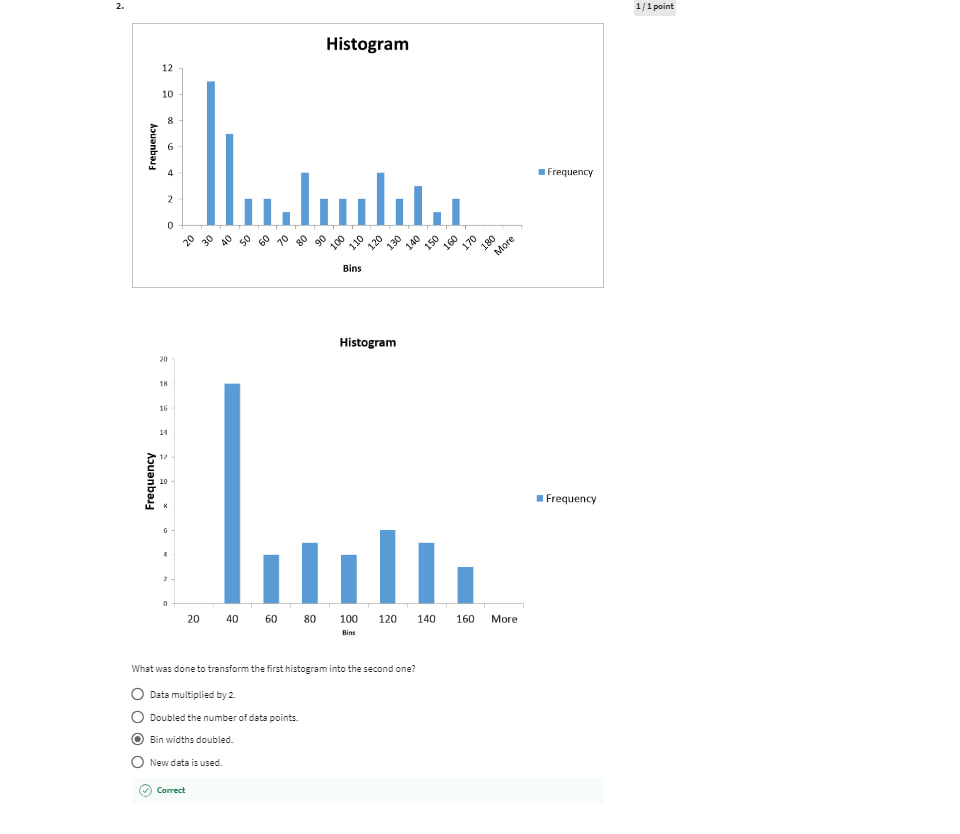 2.
1 / 1 point
Histogram
12
10
8
6
4
2
0
Frequency
Frequency
20 30 40 50 60 70 80 90 100 110 120 130 140 150 160 170 180 More
Bins
Histogram
20
18
16
14
12
10
8
6
4
2
0
Frequency
Frequency
20 40 60 80 100 120 140 160 More
Bins
What was done to transform the first histogram into the second one?
Data multiplied by 2.
Doubled the number of data points.
Bin widths doubled.
New data is used.
Correct